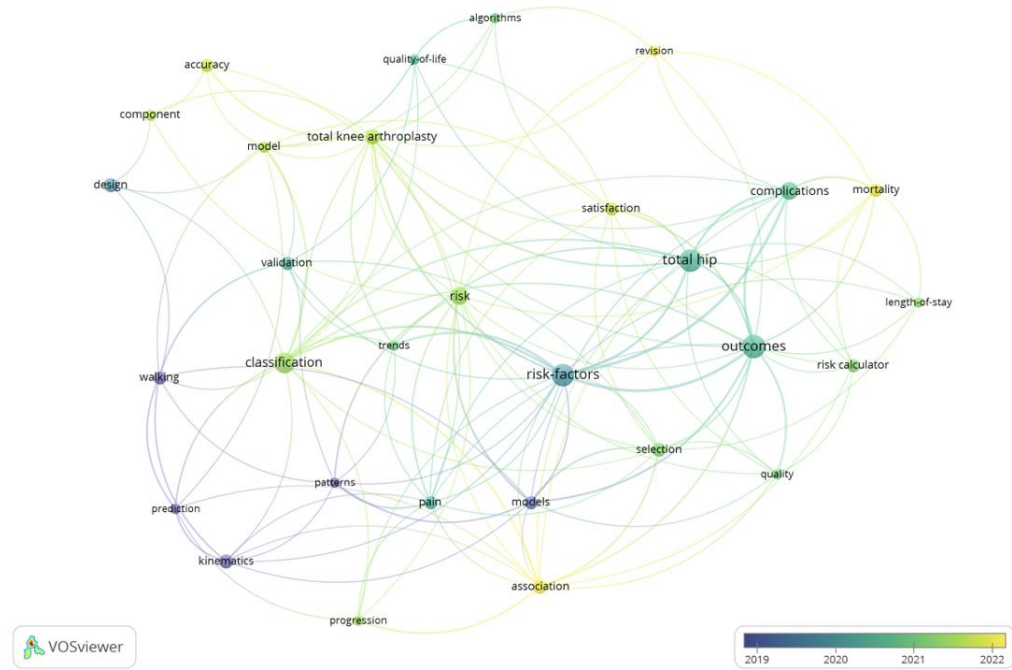 algorithms
revision
quality-of-life
accuracy
component
total knee arthroplasty
model
design
complications
mortality
satisfaction
total hip
validation
risk
length-of-stay
trends
outcomes
classification
risk calculator
risk-factors
walking
selection
quality
patterns
pain
models
prediction
kinematics
association
progression
VOSviewer
2019 2020 2021 2022